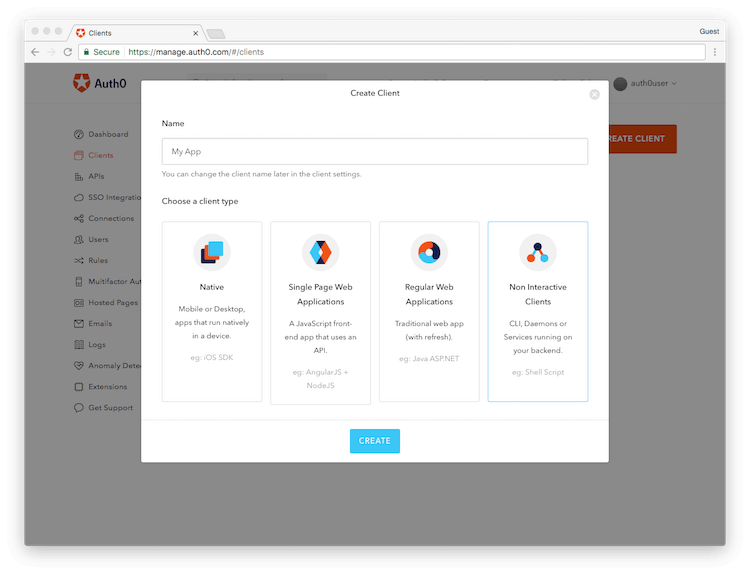 Clients
Guest
Secure
https://manage.auth0.com/#/clients
Auth0
auth0user
Create Client
Name
My App
You can change the client name later in the client settings.
Choose a client type
Native
Mobile or Desktop,
apps that run natively
in a device.
eg: iOS SDK
Single Page Web
Applications
A JavaScript front-
end app that uses an
API.
eg: AngularJS +
NodeJS
Regular Web
Applications
Traditional web app
(with refresh).
eg: Java ASP.NET
Non Interactive
Clients
CLI, Daemons or
Services running on
your backend.
eg: Shell Script
CREATE
REATE CLIENT
Dashboard
Clients
APIs
SSO Integratio
Connections
Users
Rules
Multifactor Aut
Hosted Pages
Emails
Logs
Anomaly Dete
Extensions
Get Support